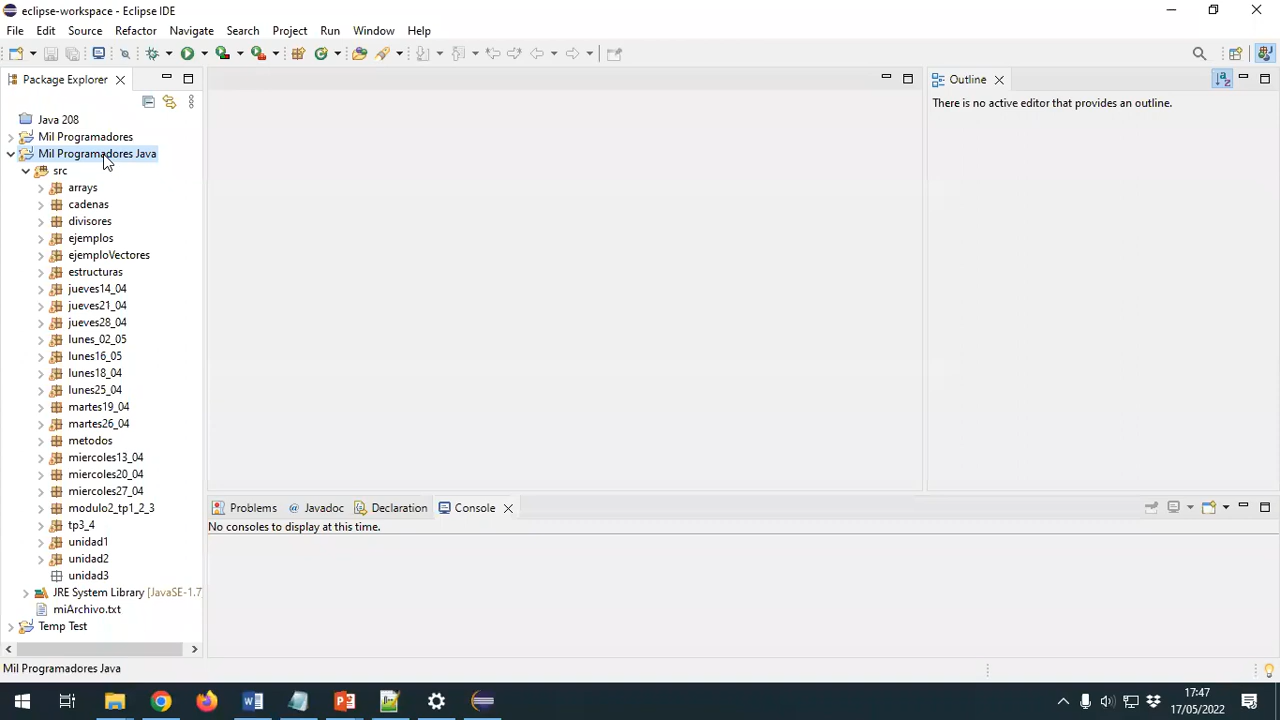 eclipse-workspace - Eclipse IDE
File Edit Source Refactor Navigate Search Project Run Window Help
Package Explorer
Outline
There is no active editor that provides an outline.
Java 208
Mil Programadores
Mil Programadores Java
src
arrays
cadenas
divisores
ejemplos
ejemploVectores
estructuras
jueves14_04
jueves21_04
jueves28_04
lunes_02_05
lunes16_05
lunes18_04
lunes25_04
martes19_04
martes26_04
metodos
miercoles13_04
miercoles20_04
miercoles27_04
modulo2_tp1_2_3
tp3_4
unidad1
unidad2
unidad3
JRE System Library [JavaSE-1.7
miArchivo.txt
Temp Test
Problems @ Javadoc Declaration Console
No consoles to display at this time.
Mil Programadores Java
17:47
17/05/2022